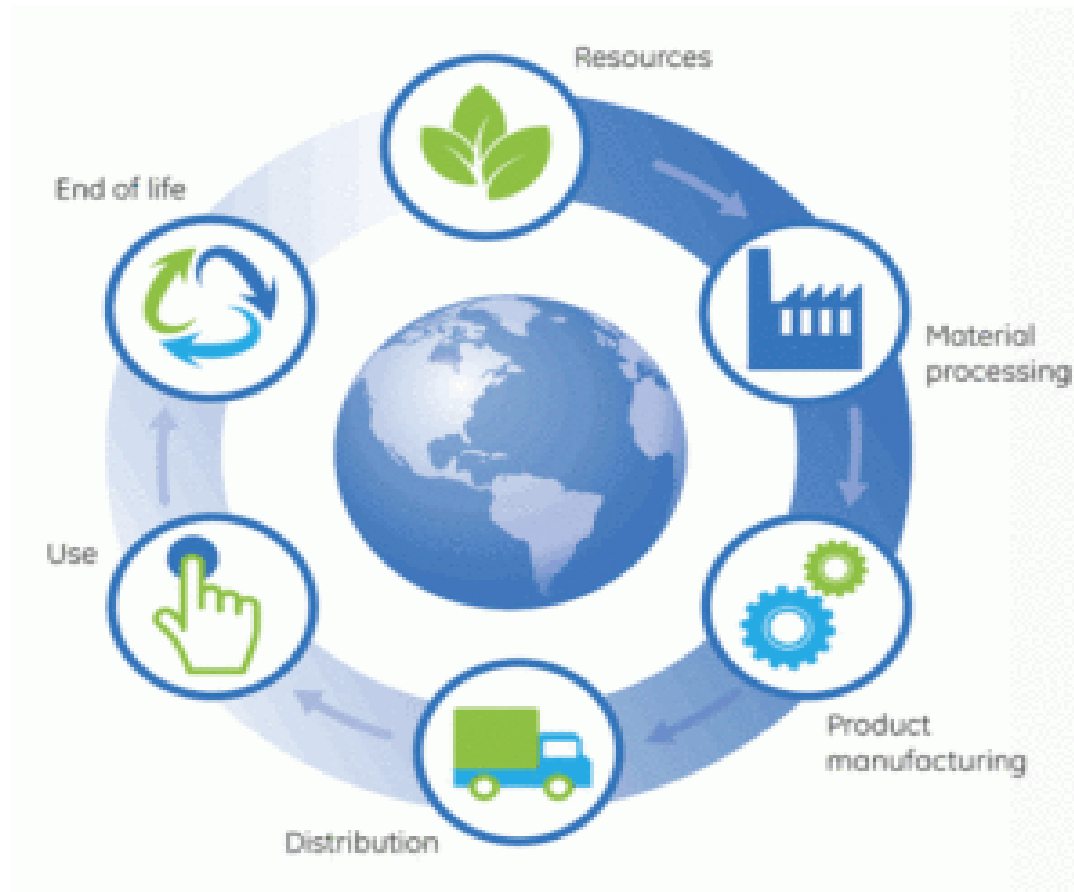 Resources
End of life
Material
processing
Use
Product
manufacturing
Distribution